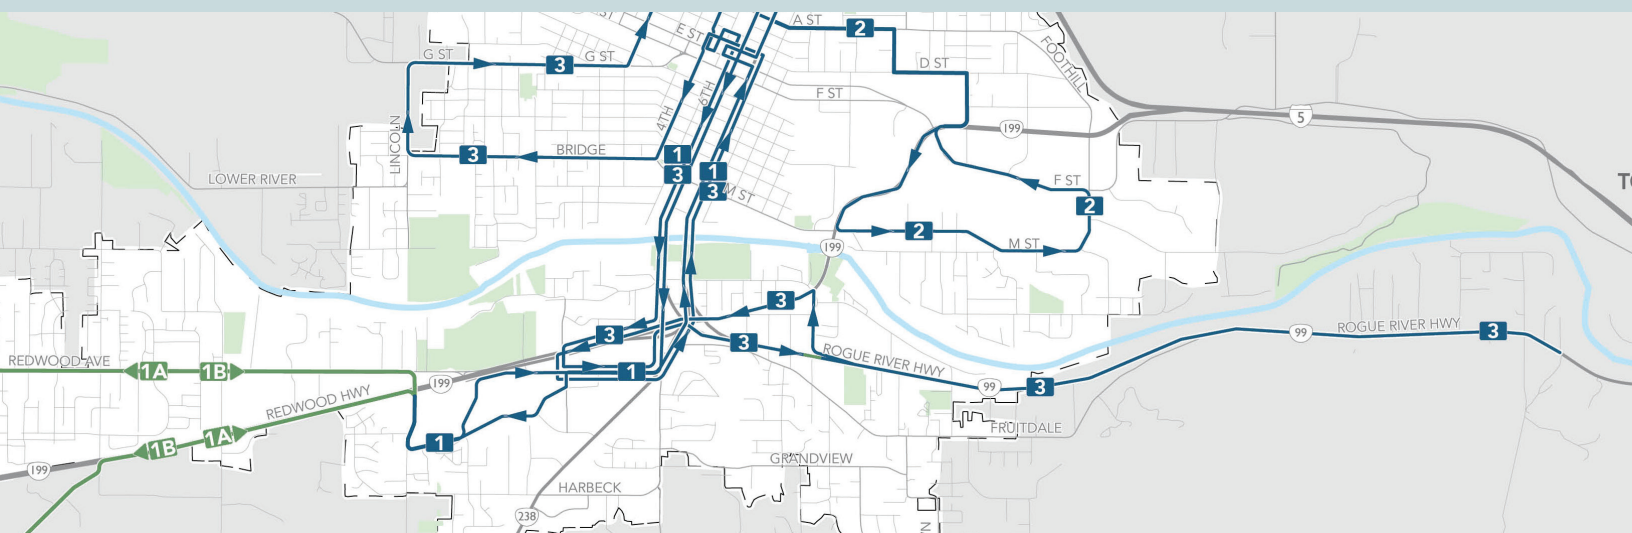 A ST
2
E ST
G ST
G ST
3
D ST
FOOTHILL
6TH
F ST
4TH
199
5
LINCOLN
3
BRIDGE
1
3
1
3
M ST
LOWER RIVER
F ST
2
2
M ST
199
3
3
3
ROGUE RIVER HWY
99
ROGUE RIVER HWY
3
REDWOOD AVE
1A
1B
1
199
REDWOOD HWY
99
3
1
1A
1B
199
FRUITDALE
GRANDVIEW
HARBECK
238